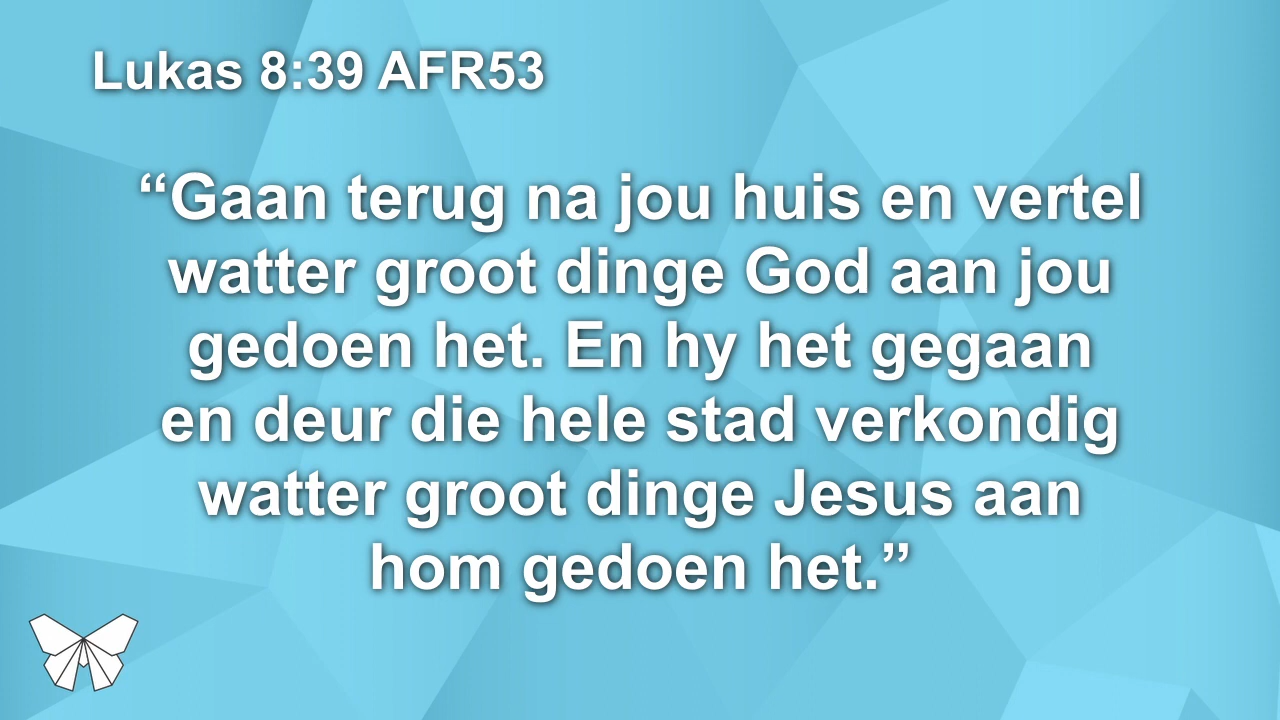 Lukas 8:39 AFR53
“Gaan terug na jou huis en vertel
watter groot dinge God aan jou
gedoen het. En hy het gegaan
en deur die hele stad verkondig
watter groot dinge Jesus aan
hom gedoen het.”